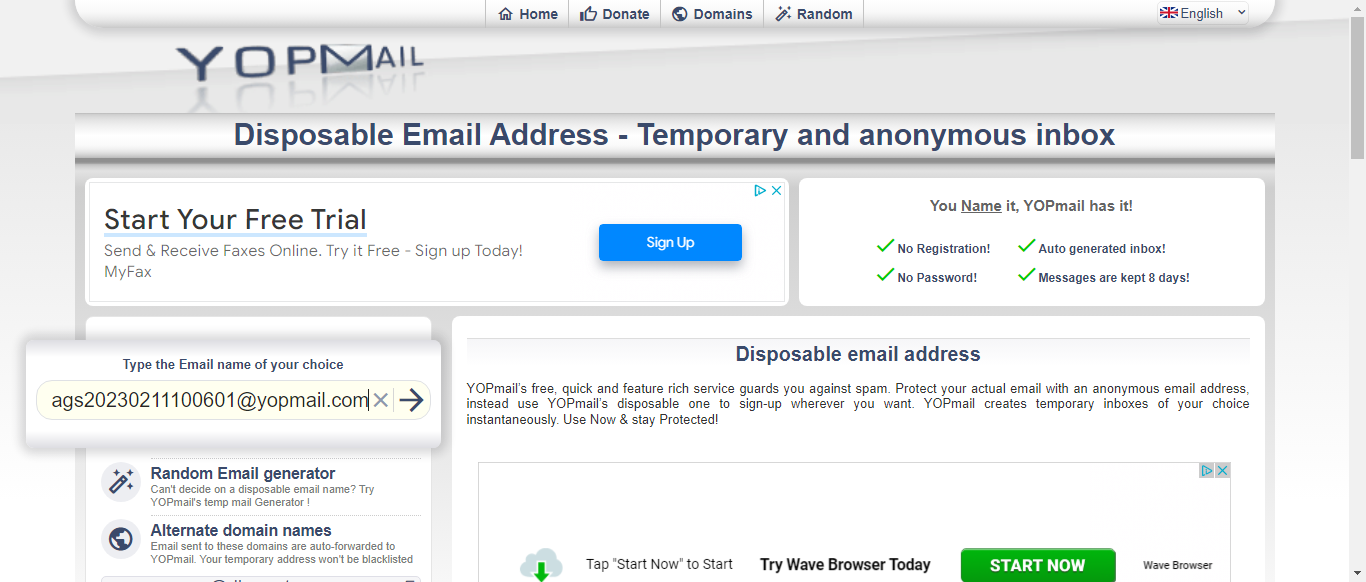 Home
Donate
Domains
Random
English
YOPMAIL
Disposable Email Address - Temporary and anonymous inbox
Start Your Free Trial
Send & Receive Faxes Online. Try it Free - Sign up Today!
MyFax
Sign Up
You Name it, YOPmail has it!
No Registration!
Auto generated inbox!
No Password!
Messages are kept 8 days!
Type the Email name of your choice
ags20230211100601@yopmail.com
Random Email generator
Can't decide on a disposable email name? Try
YOPmail's temp mail Generator !
Alternate domain names
Email sent to these domains are auto-forwarded to
YOPmail. Your temporary address won't be blacklisted
Disposable email address
YOPmail's free, quick and feature rich service guards you against spam. Protect your actual email with an anonymous email address,
instead use YOPmail's disposable one to sign-up wherever you want. YOPmail creates temporary inboxes of your choice
instantaneously. Use Now & stay Protected!
Tap "Start Now" to Start
Try Wave Browser Today
START NOW
Wave Browser